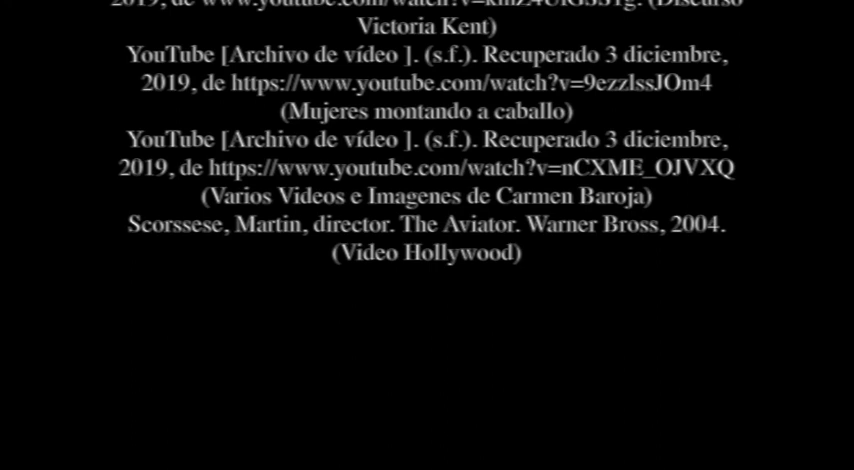 2019, de
Victoria Kent)
YouTube [Archivo de vídeo ]. (s.f.). Recuperado 3 diciembre,
2019, de https://www.youtube.com/watch?v=9ezzlssJOm4
(Mujeres montando a caballo)
YouTube [Archivo de vídeo ]. (s.f.). Recuperado 3 diciembre,
2019, de https://www.youtube.com/watch?v=nCXME_OJVXQ
(Varios Videos e Imagenes de Carmen Baroja)
Scorssese, Martin, director. The Aviator. Warner Bross, 2004.
(Video Hollywood)